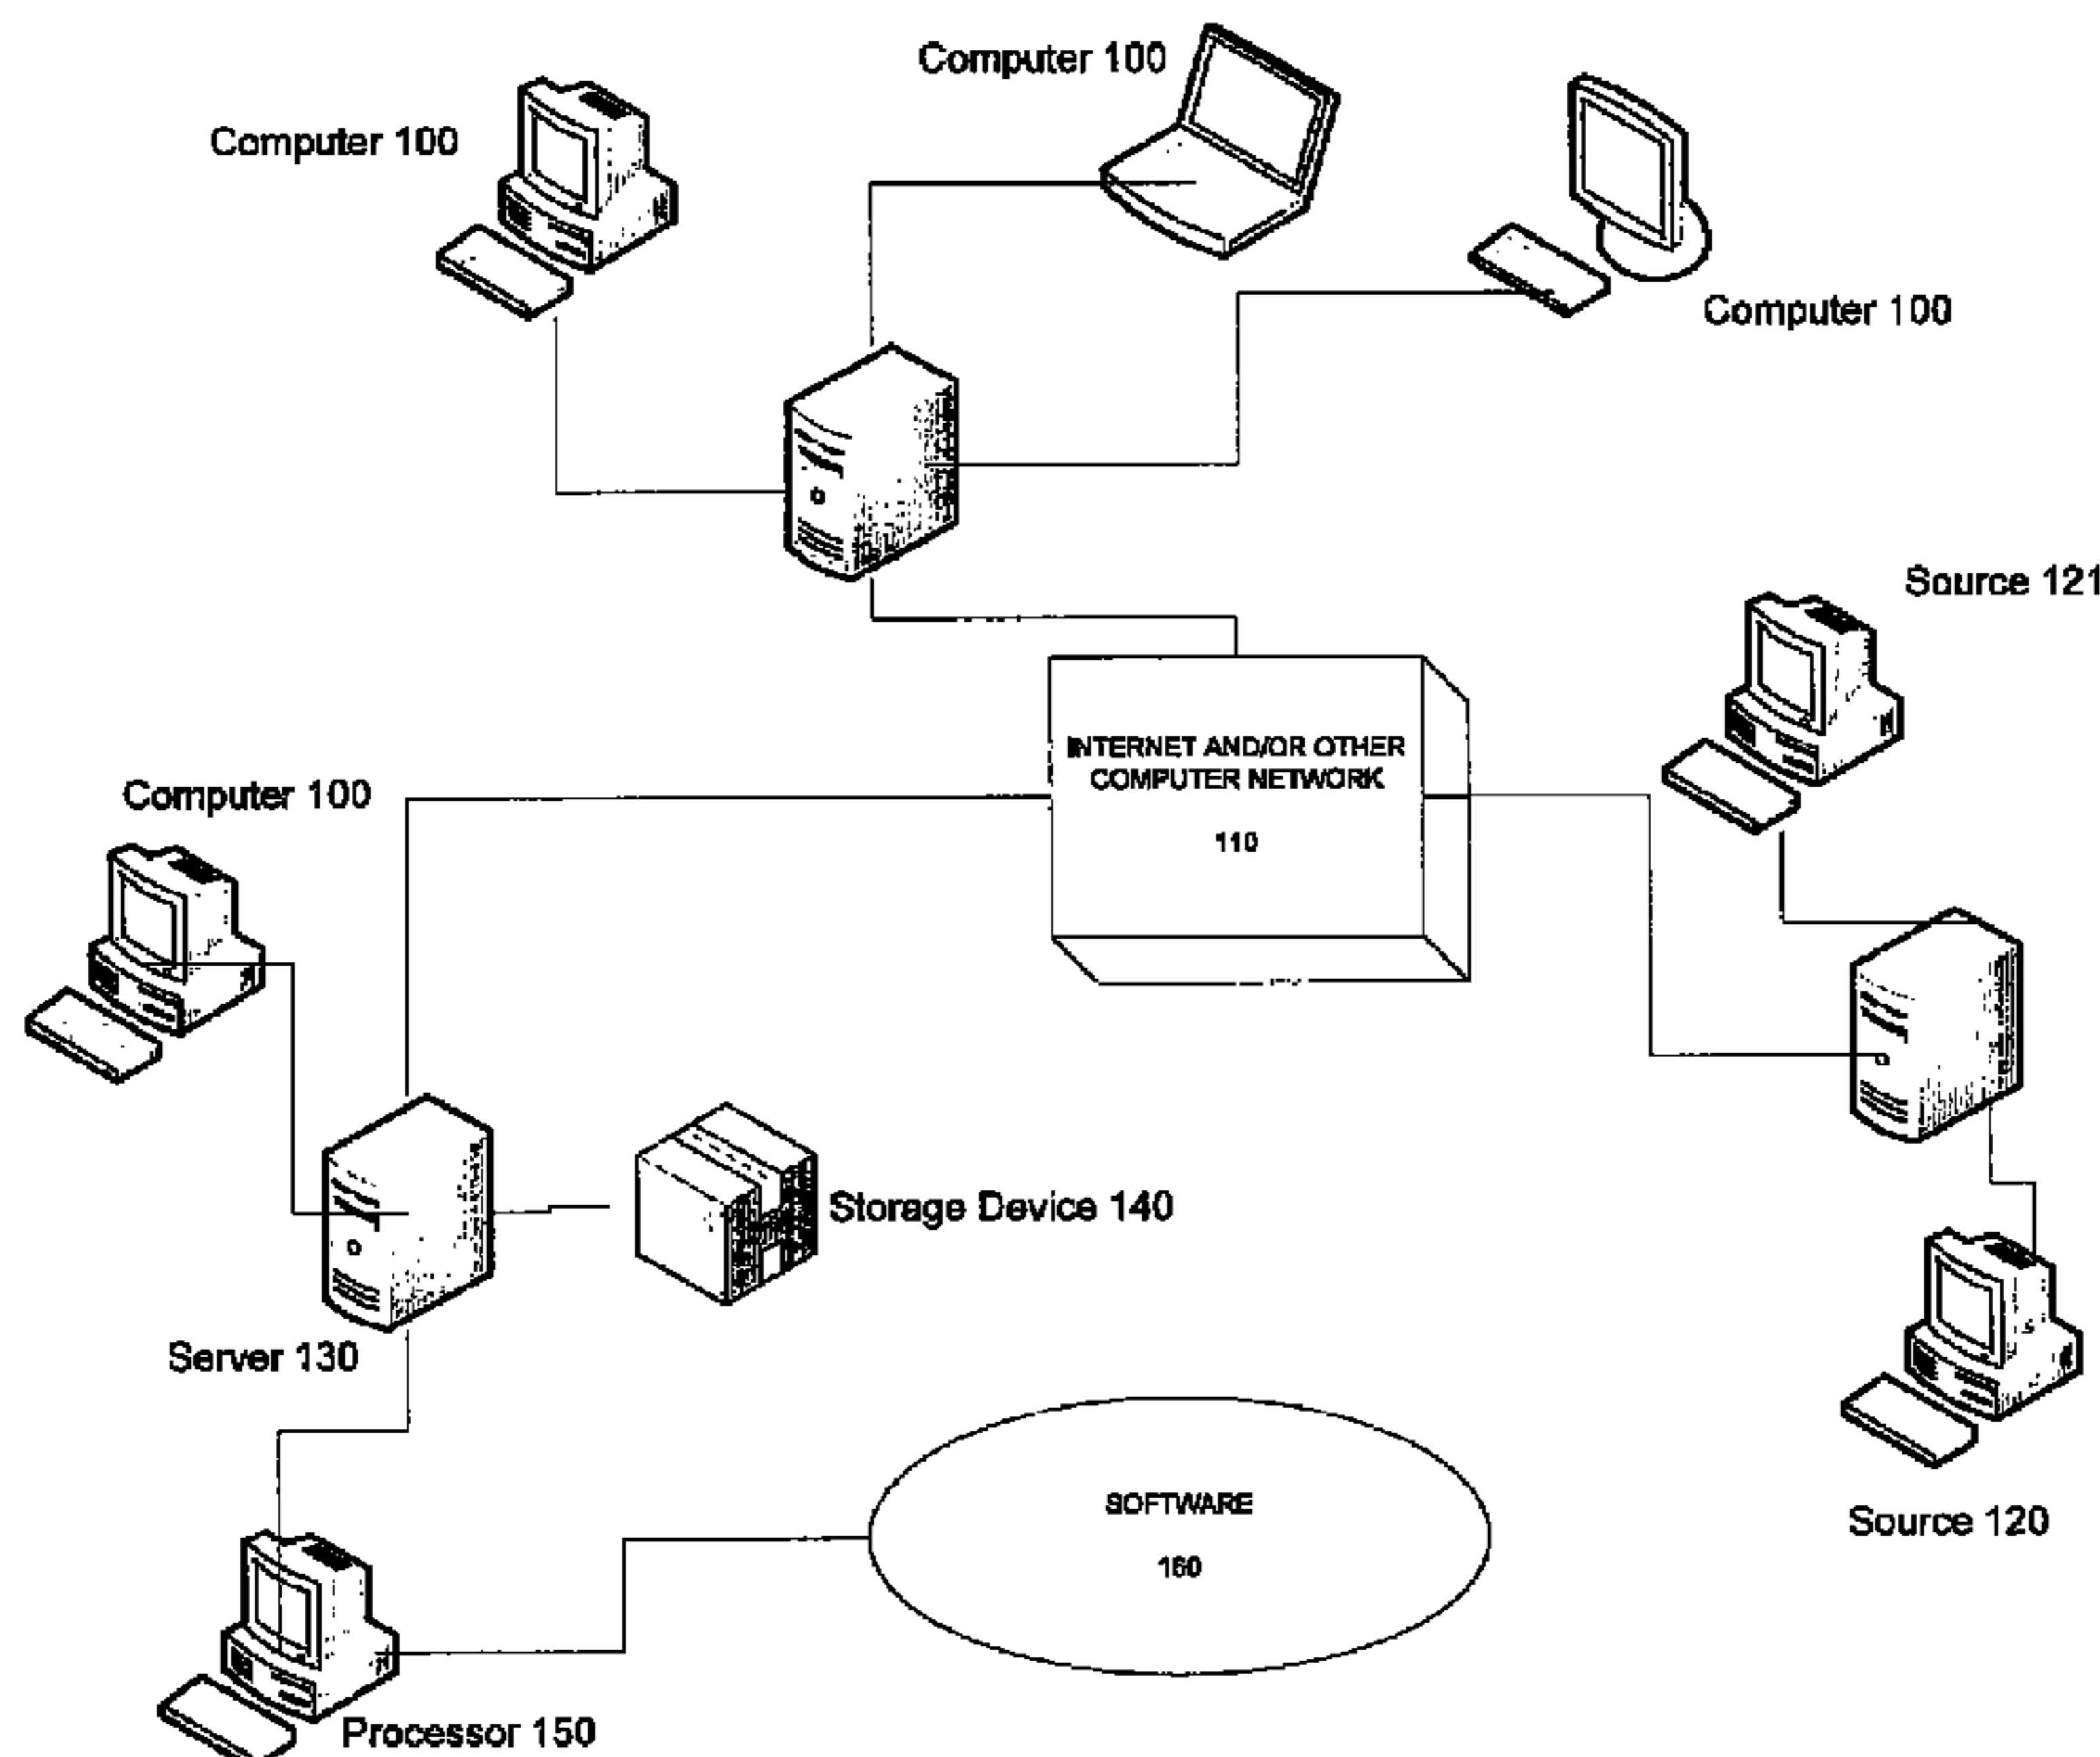 Computer 100
Computer 100
Computer 100
Source 121
INTERNET AND/OR OTHER
COMPUTER NETWORK
110
Computer 100
Storage Device 140
Server 130
SOFTWARE
160
Source 120
Processor 150